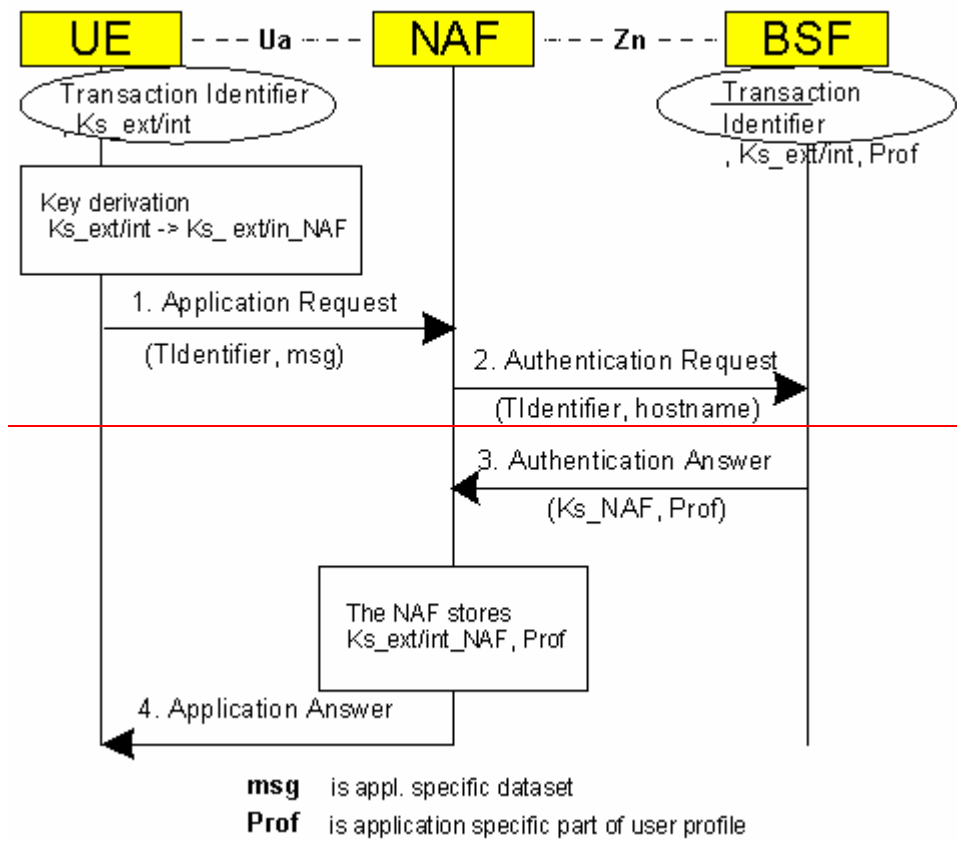 UE - - - Ua - - - NAF - - - Zn - - - BSF
Transaction Identifier
, Ks_ext/int
Transaction
Identifier
, Ks_ext/int, Prof
Key derivation
Ks_ext/int -> Ks_ ext/in_NAF
1. Application Request
(TIdentifier, msg)
2. Authentication Request
(TIdentifier, hostname)
3. Authentication Answer
(Ks_NAF, Prof)
The NAF stores
Ks_ext/int_NAF, Prof
4. Application Answer
msg is appl. specific dataset
Prof is application specific part of user profile